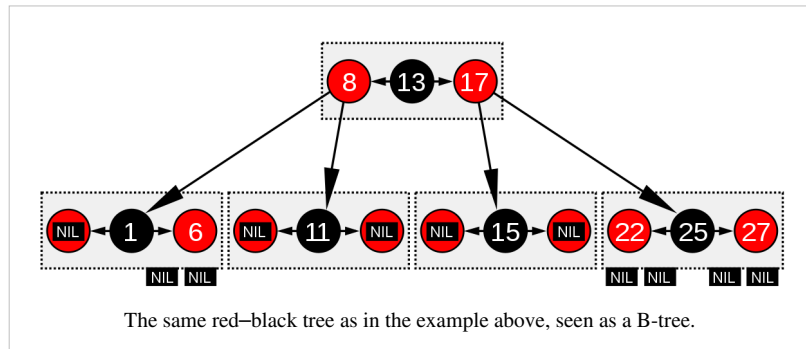 8 13 17
NIL 1 6 NIL 11 NIL NIL 15 NIL 22 25 27
NIL NIL NIL NIL NIL NIL
The same red–black tree as in the example above, seen as a B-tree.